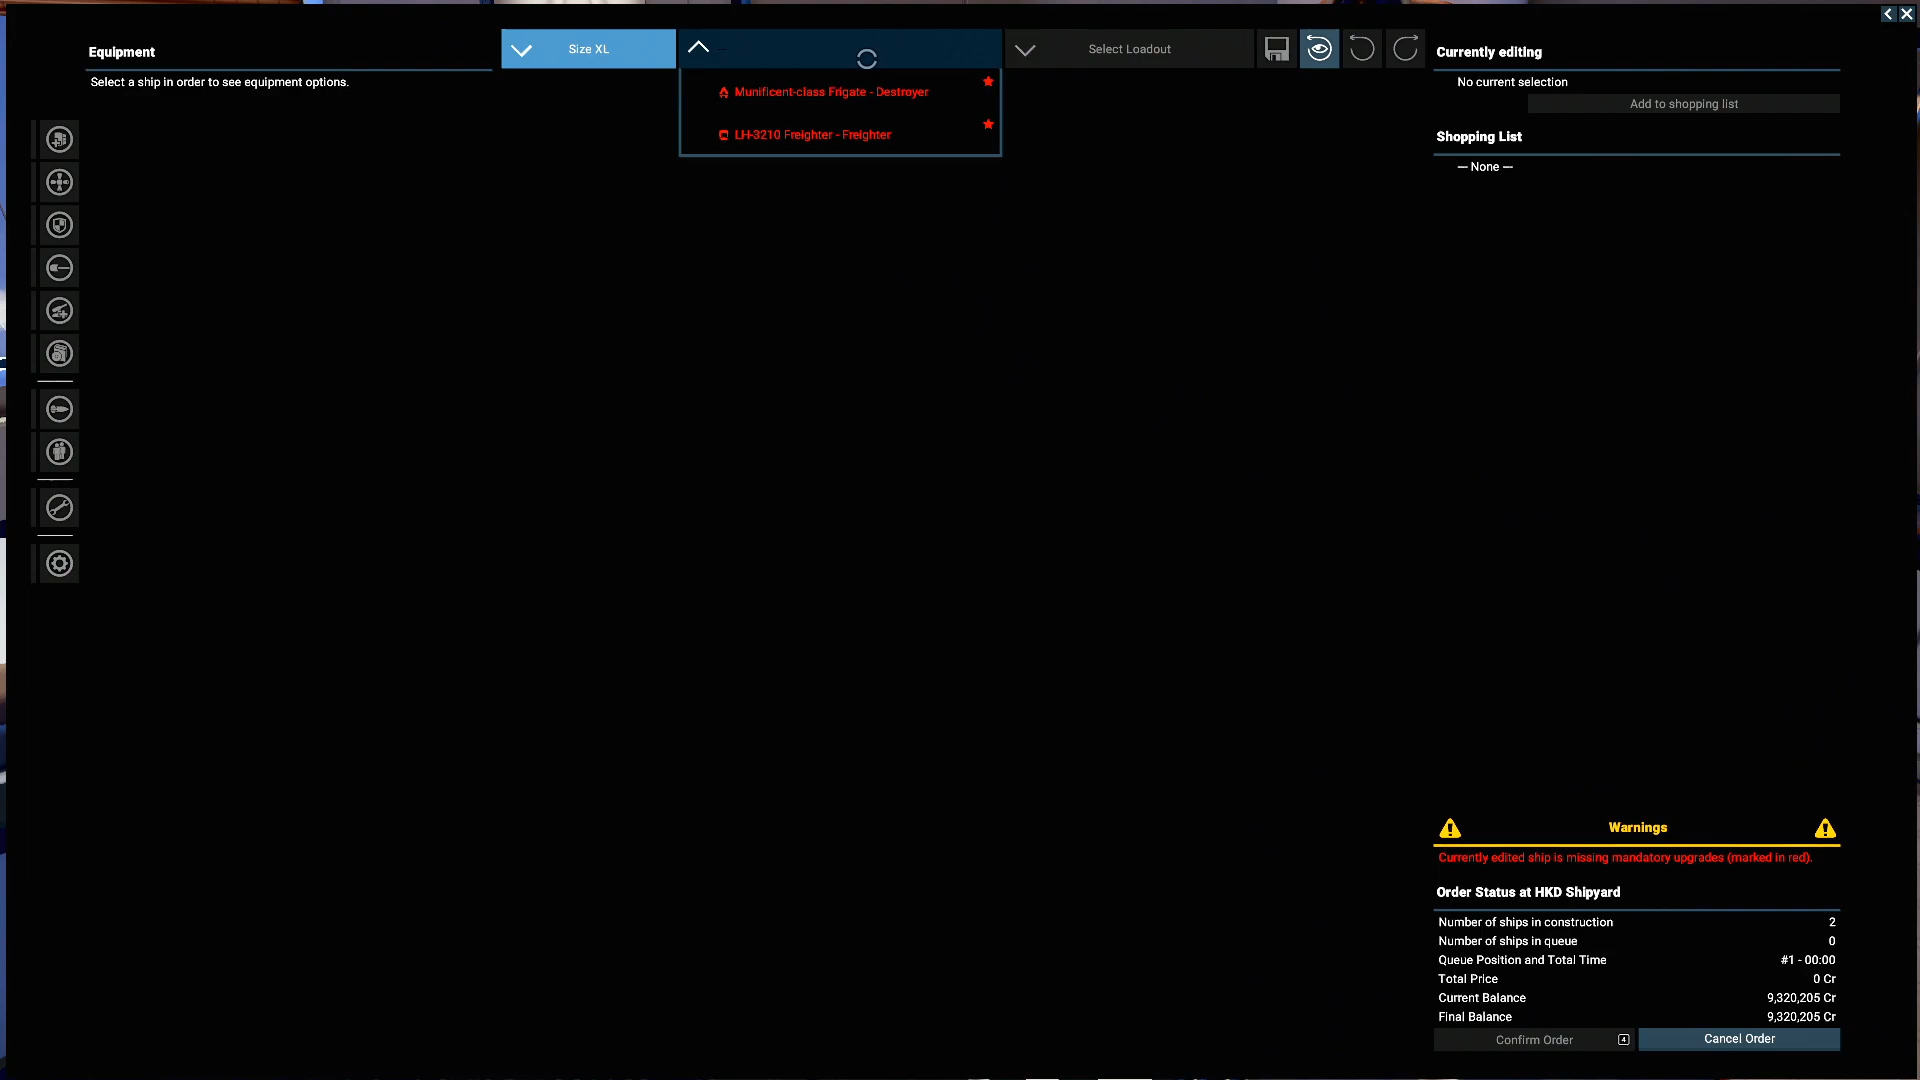 Equipment
Select a ship in order to see equipment options.
Size XL
Munificent-class Frigate - Destroyer
LH-3210 Freighter - Freighter
Select Loadout
Currently editing
No current selection
Add to shopping list
Shopping List
— None —
Warnings
Currently edited ship is missing mandatory upgrades (marked in red).
Order Status at HKD Shipyard
Number of ships in construction 2
Number of ships in queue 0
Queue Position and Total Time #1 - 00:00
Total Price 0 Cr
Current Balance 9,320,205 Cr
Final Balance 9,320,205 Cr
Confirm Order 4
Cancel Order